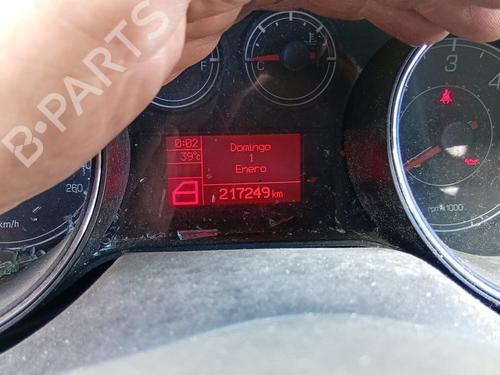 B-PARTS
F
C
0:02
39°C
Domingo
1
Enero
217249 km
260
km/h
3
4
rpm x1000